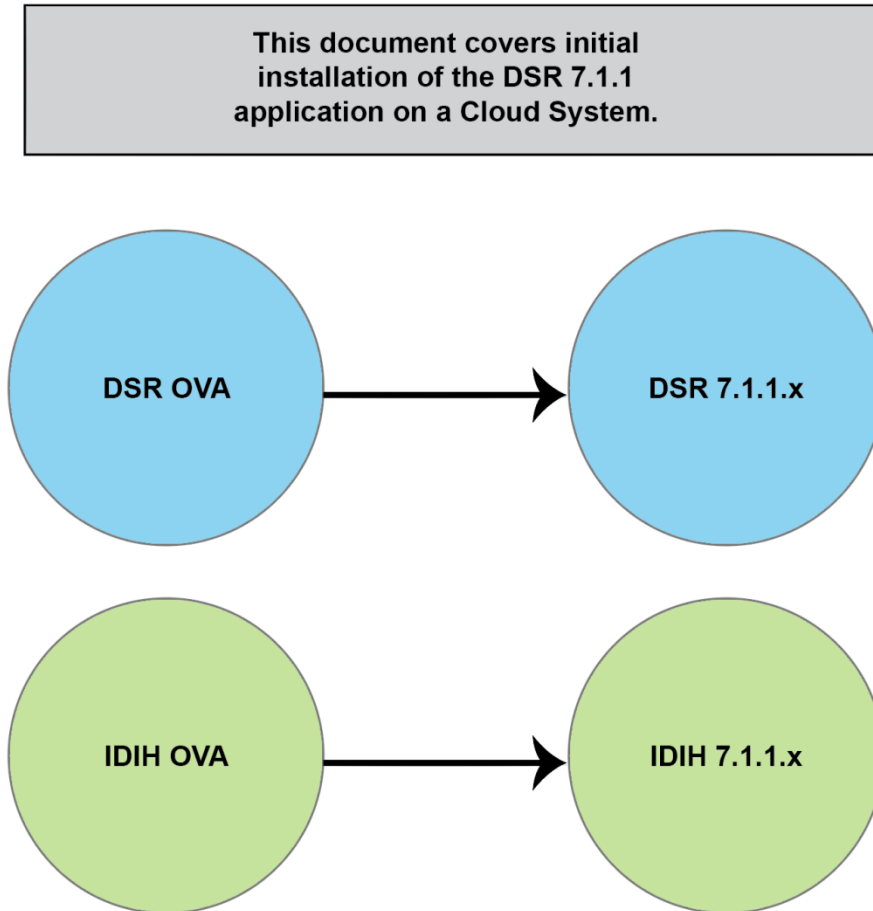 This document covers initial
installation of the DSR 7.1.1
application on a Cloud System.
DSR OVA
DSR 7.1.1.x
IDIH OVA
IDIH 7.1.1.x